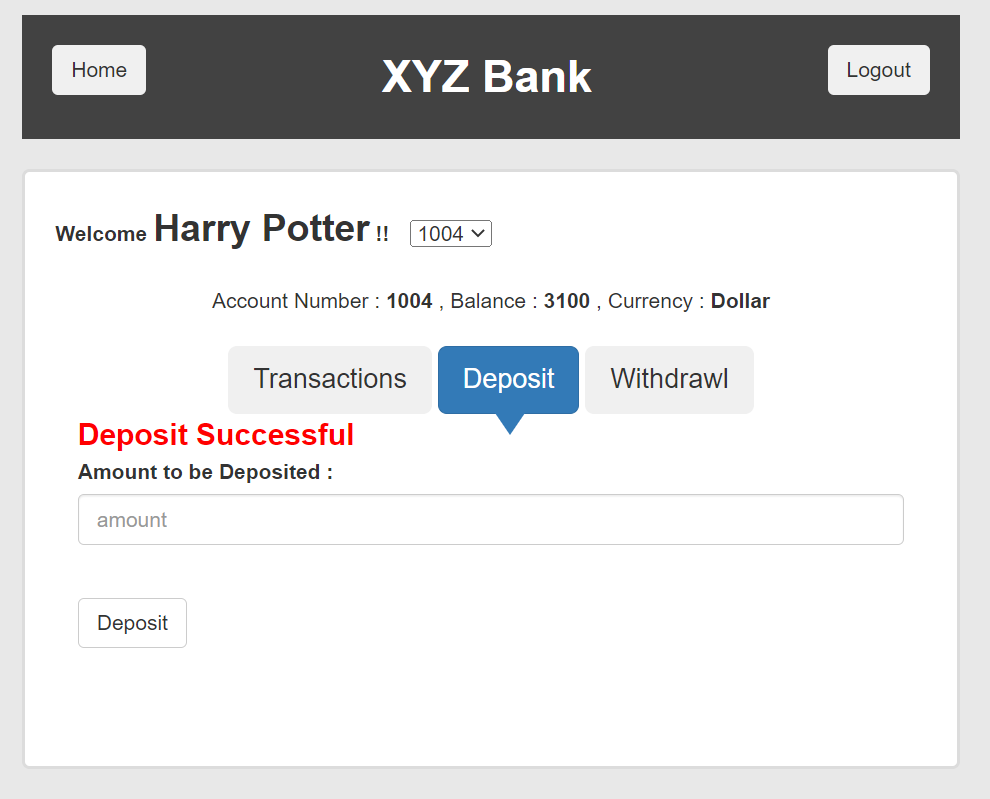 Home XYZ Bank Logout
Welcome Harry Potter !! 1004
Account Number : 1004 , Balance : 3100 , Currency : Dollar
Transactions Deposit Withdrawl
Deposit Successful
Amount to be Deposited :
amount
Deposit